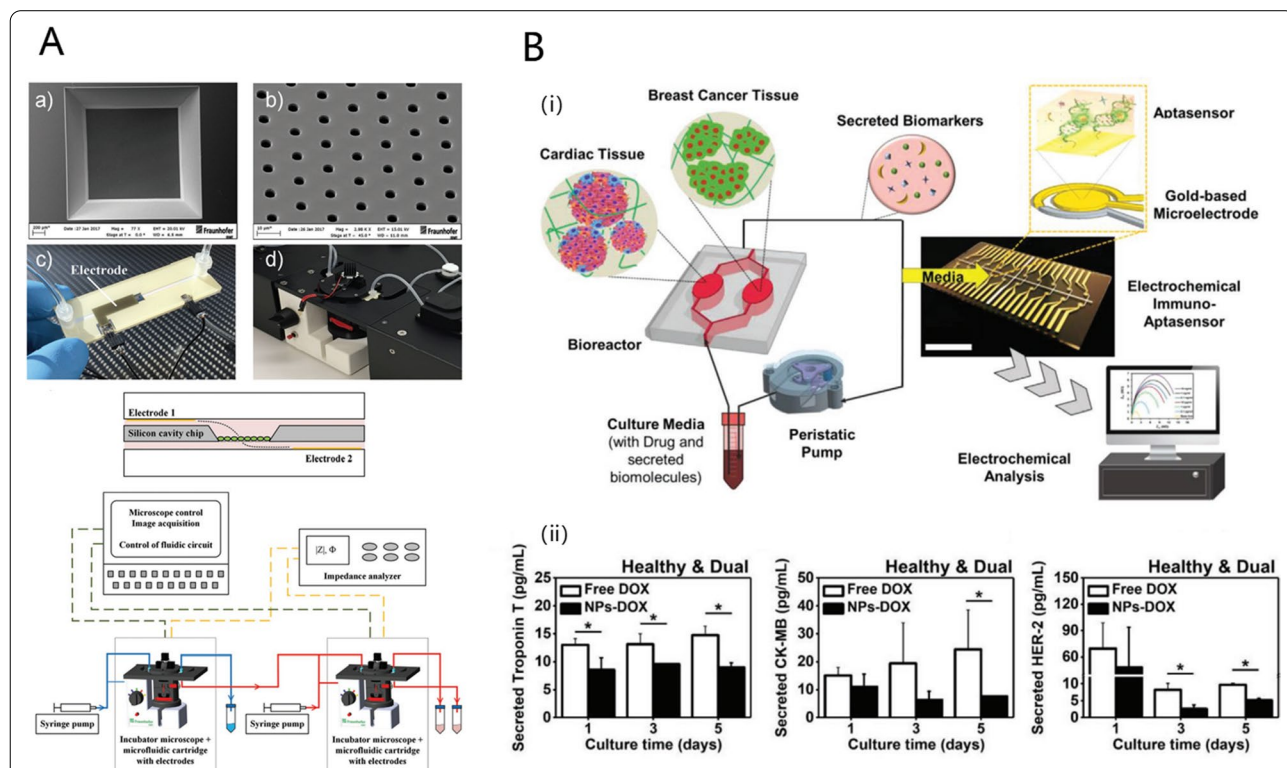 A
a)
b)
Fraunhofer
Fraunhofer
c)
Electrode
d)
Electrode 1
Silicon cavity chip
Electrode 2
Microscope control
Image acquisition
Control of fluidic circuit
|Z|, Φ
Impedance analyzer
Syringe pump
Syringe pump
Incubator microscope +
microfluidic cartridge
with electrodes
Incubator microscope +
microfluidic cartridge
with electrodes
B
(i)
Breast Cancer Tissue
Cardiac Tissue
Secreted Biomarkers
Aptasensor
Gold-based
Microelectrode
Media
Electrochemical
Immuno-
Aptasensor
Bioreactor
Culture Media
(with Drug and
secreted
biomolecules)
Peristatic
Pump
Electrochemical
Analysis
(ii)
Healthy & Dual
Secreted Troponin T (pg/mL)
25
20
15
10
5
0
Free DOX
NPs-DOX
*
*
*
1
3
5
Culture time (days)
Healthy & Dual
Secreted CK-MB (pg/mL)
50
40
30
20
10
0
Free DOX
NPs-DOX
*
1
3
5
Culture time (days)
Healthy & Dual
Secreted HER-2 (pg/mL)
150
120
90
60
10
5
0
Free DOX
NPs-DOX
*
*
1
3
5
Culture time (days)